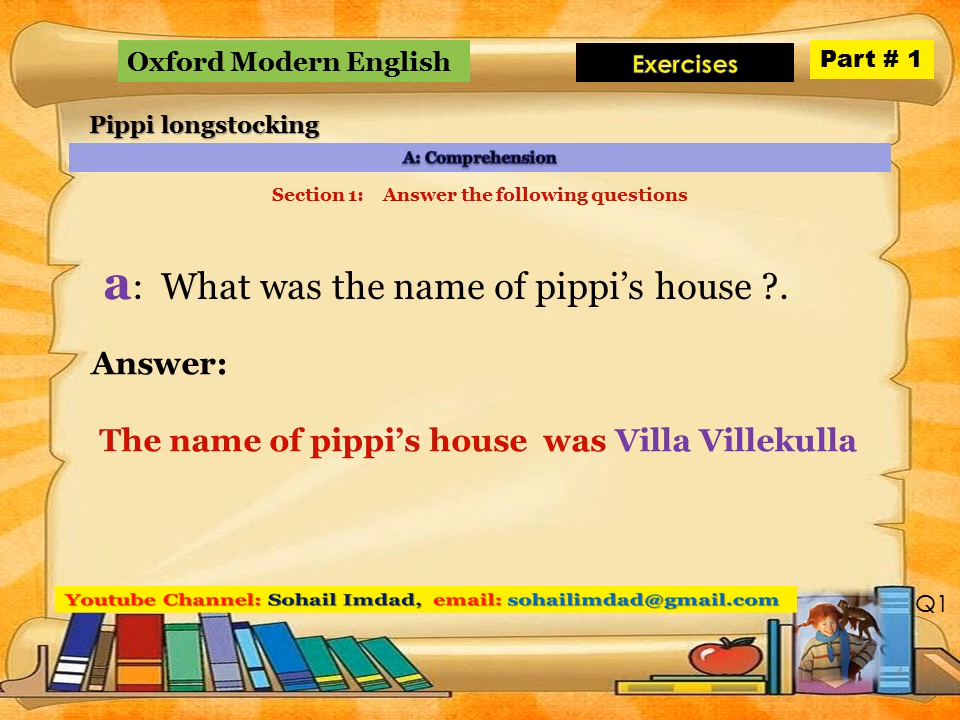 Oxford Modern English
Exercises
Part # 1
Pippi longstocking
A: Comprehension
Section 1: Answer the following questions
a: What was the name of pippi’s house ?.
Answer:
The name of pippi’s house was Villa Villekulla
Youtube Channel: Sohail Imdad, email: sohailimdad@gmail.com
Q1